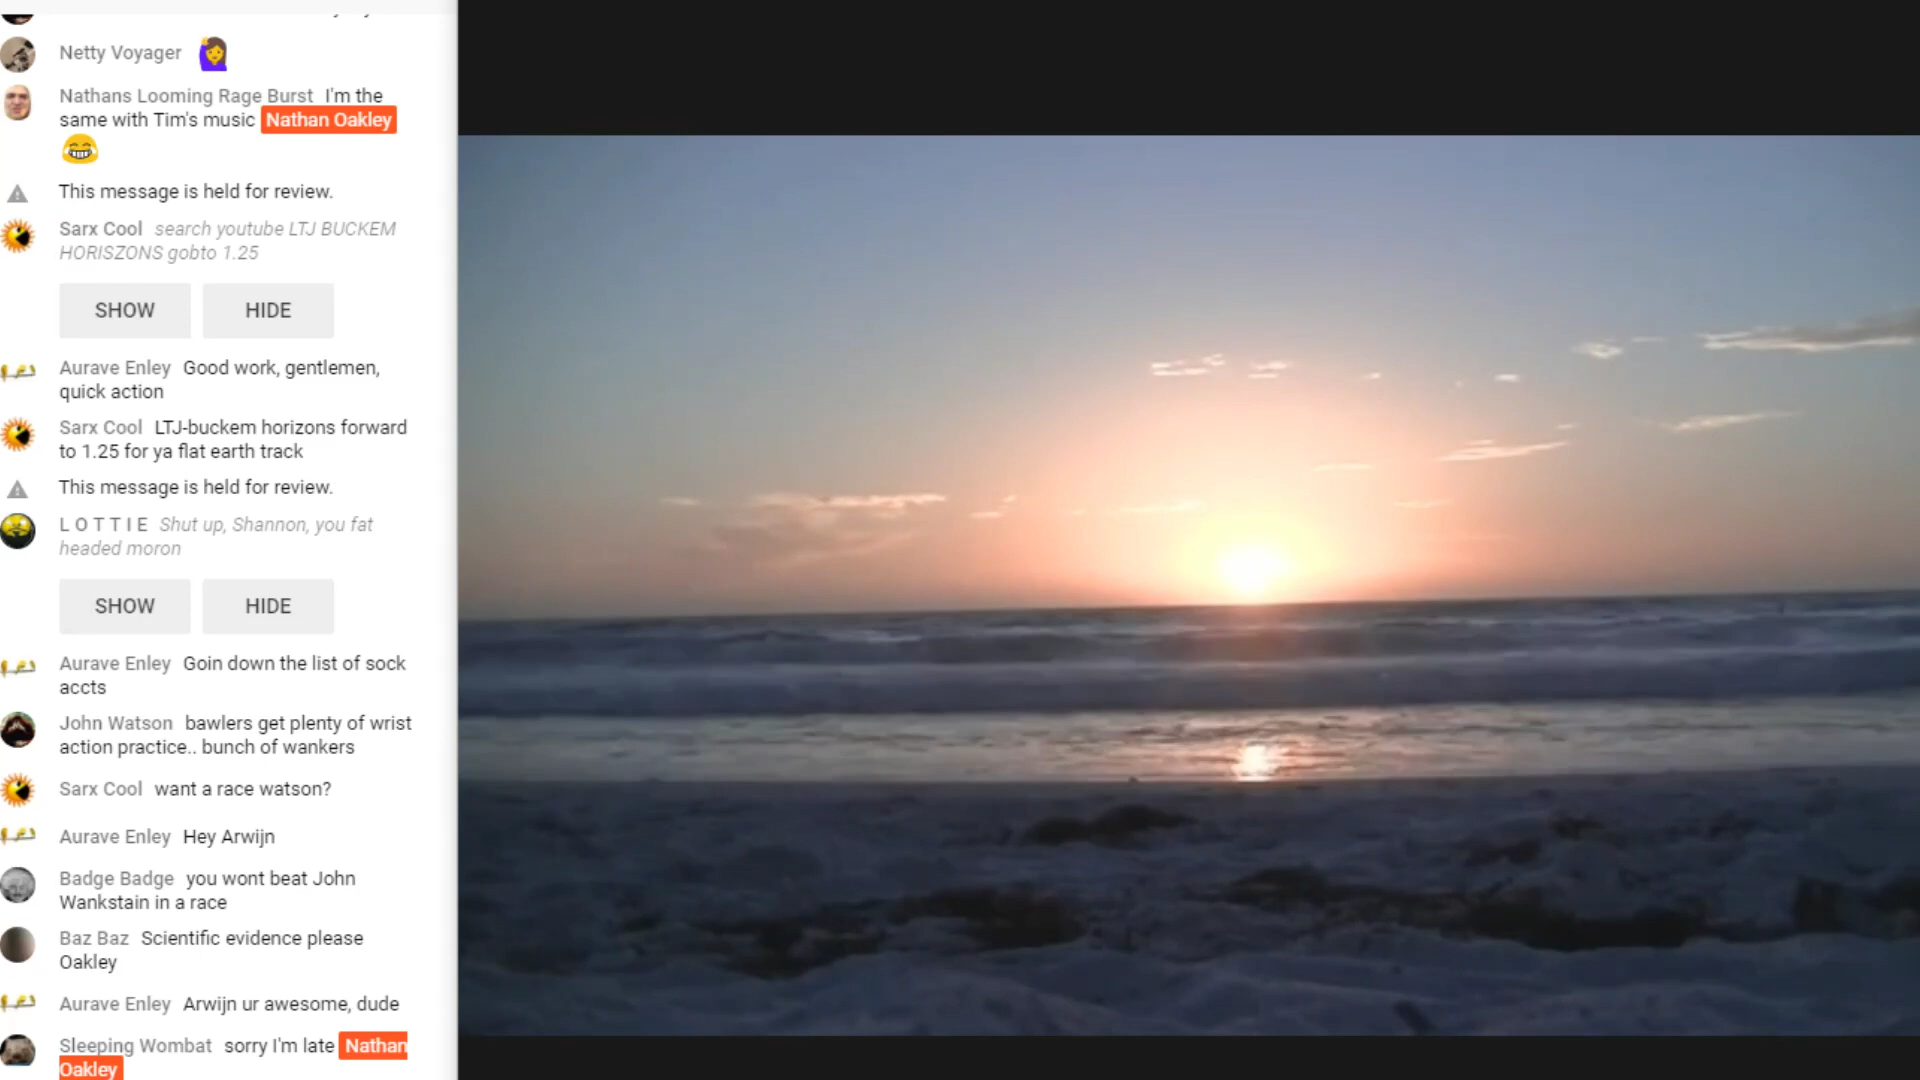 Netty Voyager
Nathans Looming Rage Burst I'm the
same with Tim's music Nathan Oakley
This message is held for review.
Sarx Cool search youtube LTJ BUCKEM
HORISZONS gobto 1.25
SHOW HIDE
Aurave Enley Good work, gentlemen,
quick action
Sarx Cool LTJ-buckem horizons forward
to 1.25 for ya flat earth track
This message is held for review.
L O T T I E Shut up, Shannon, you fat
headed moron
SHOW HIDE
Aurave Enley Goin down the list of sock
accts
John Watson bawlers get plenty of wrist
action practice.. bunch of wankers
Sarx Cool want a race watson?
Aurave Enley Hey Arwijn
Badge Badge you wont beat John
Wankstain in a race
Baz Baz Scientific evidence please
Oakley
Aurave Enley Arwijn ur awesome, dude
Sleeping Wombat sorry I'm late Nathan
Oakley